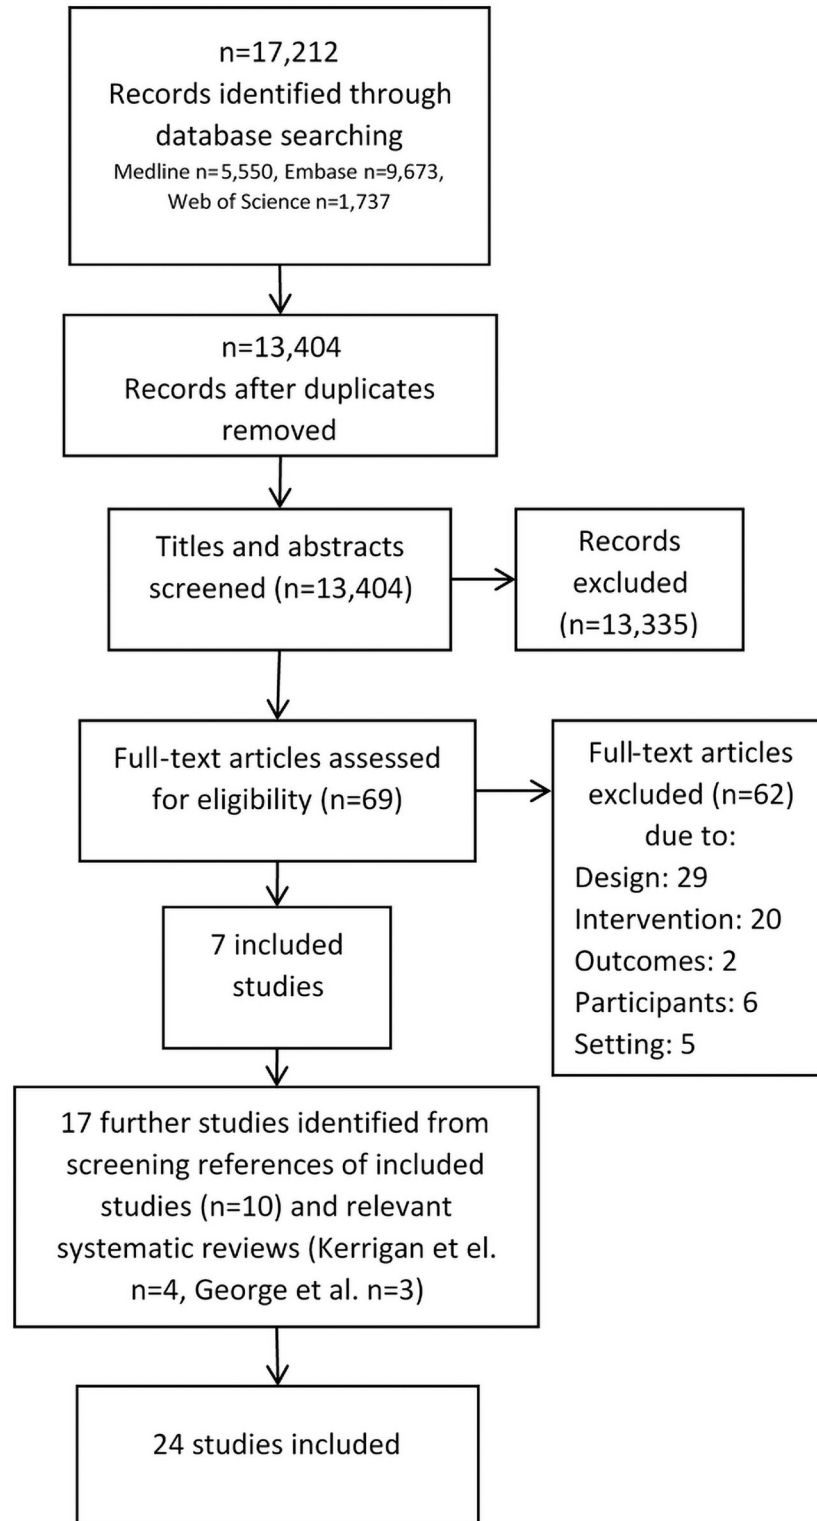 n=17,212
Records identified through
database searching
Medline n=5,550, Embase n=9,673,
Web of Science n=1,737
n=13,404
Records after duplicates
removed
Titles and abstracts
screened (n=13,404)
Records
excluded
(n=13,335)
Full-text articles assessed
for eligibility (n=69)
Full-text articles
excluded (n=62)
due to:
Design: 29
Intervention: 20
Outcomes: 2
Participants: 6
Setting: 5
7 included
studies
17 further studies identified from
screening references of included
studies (n=10) and relevant
systematic reviews (Kerrigan et el.
n=4, George et al. n=3)
24 studies included